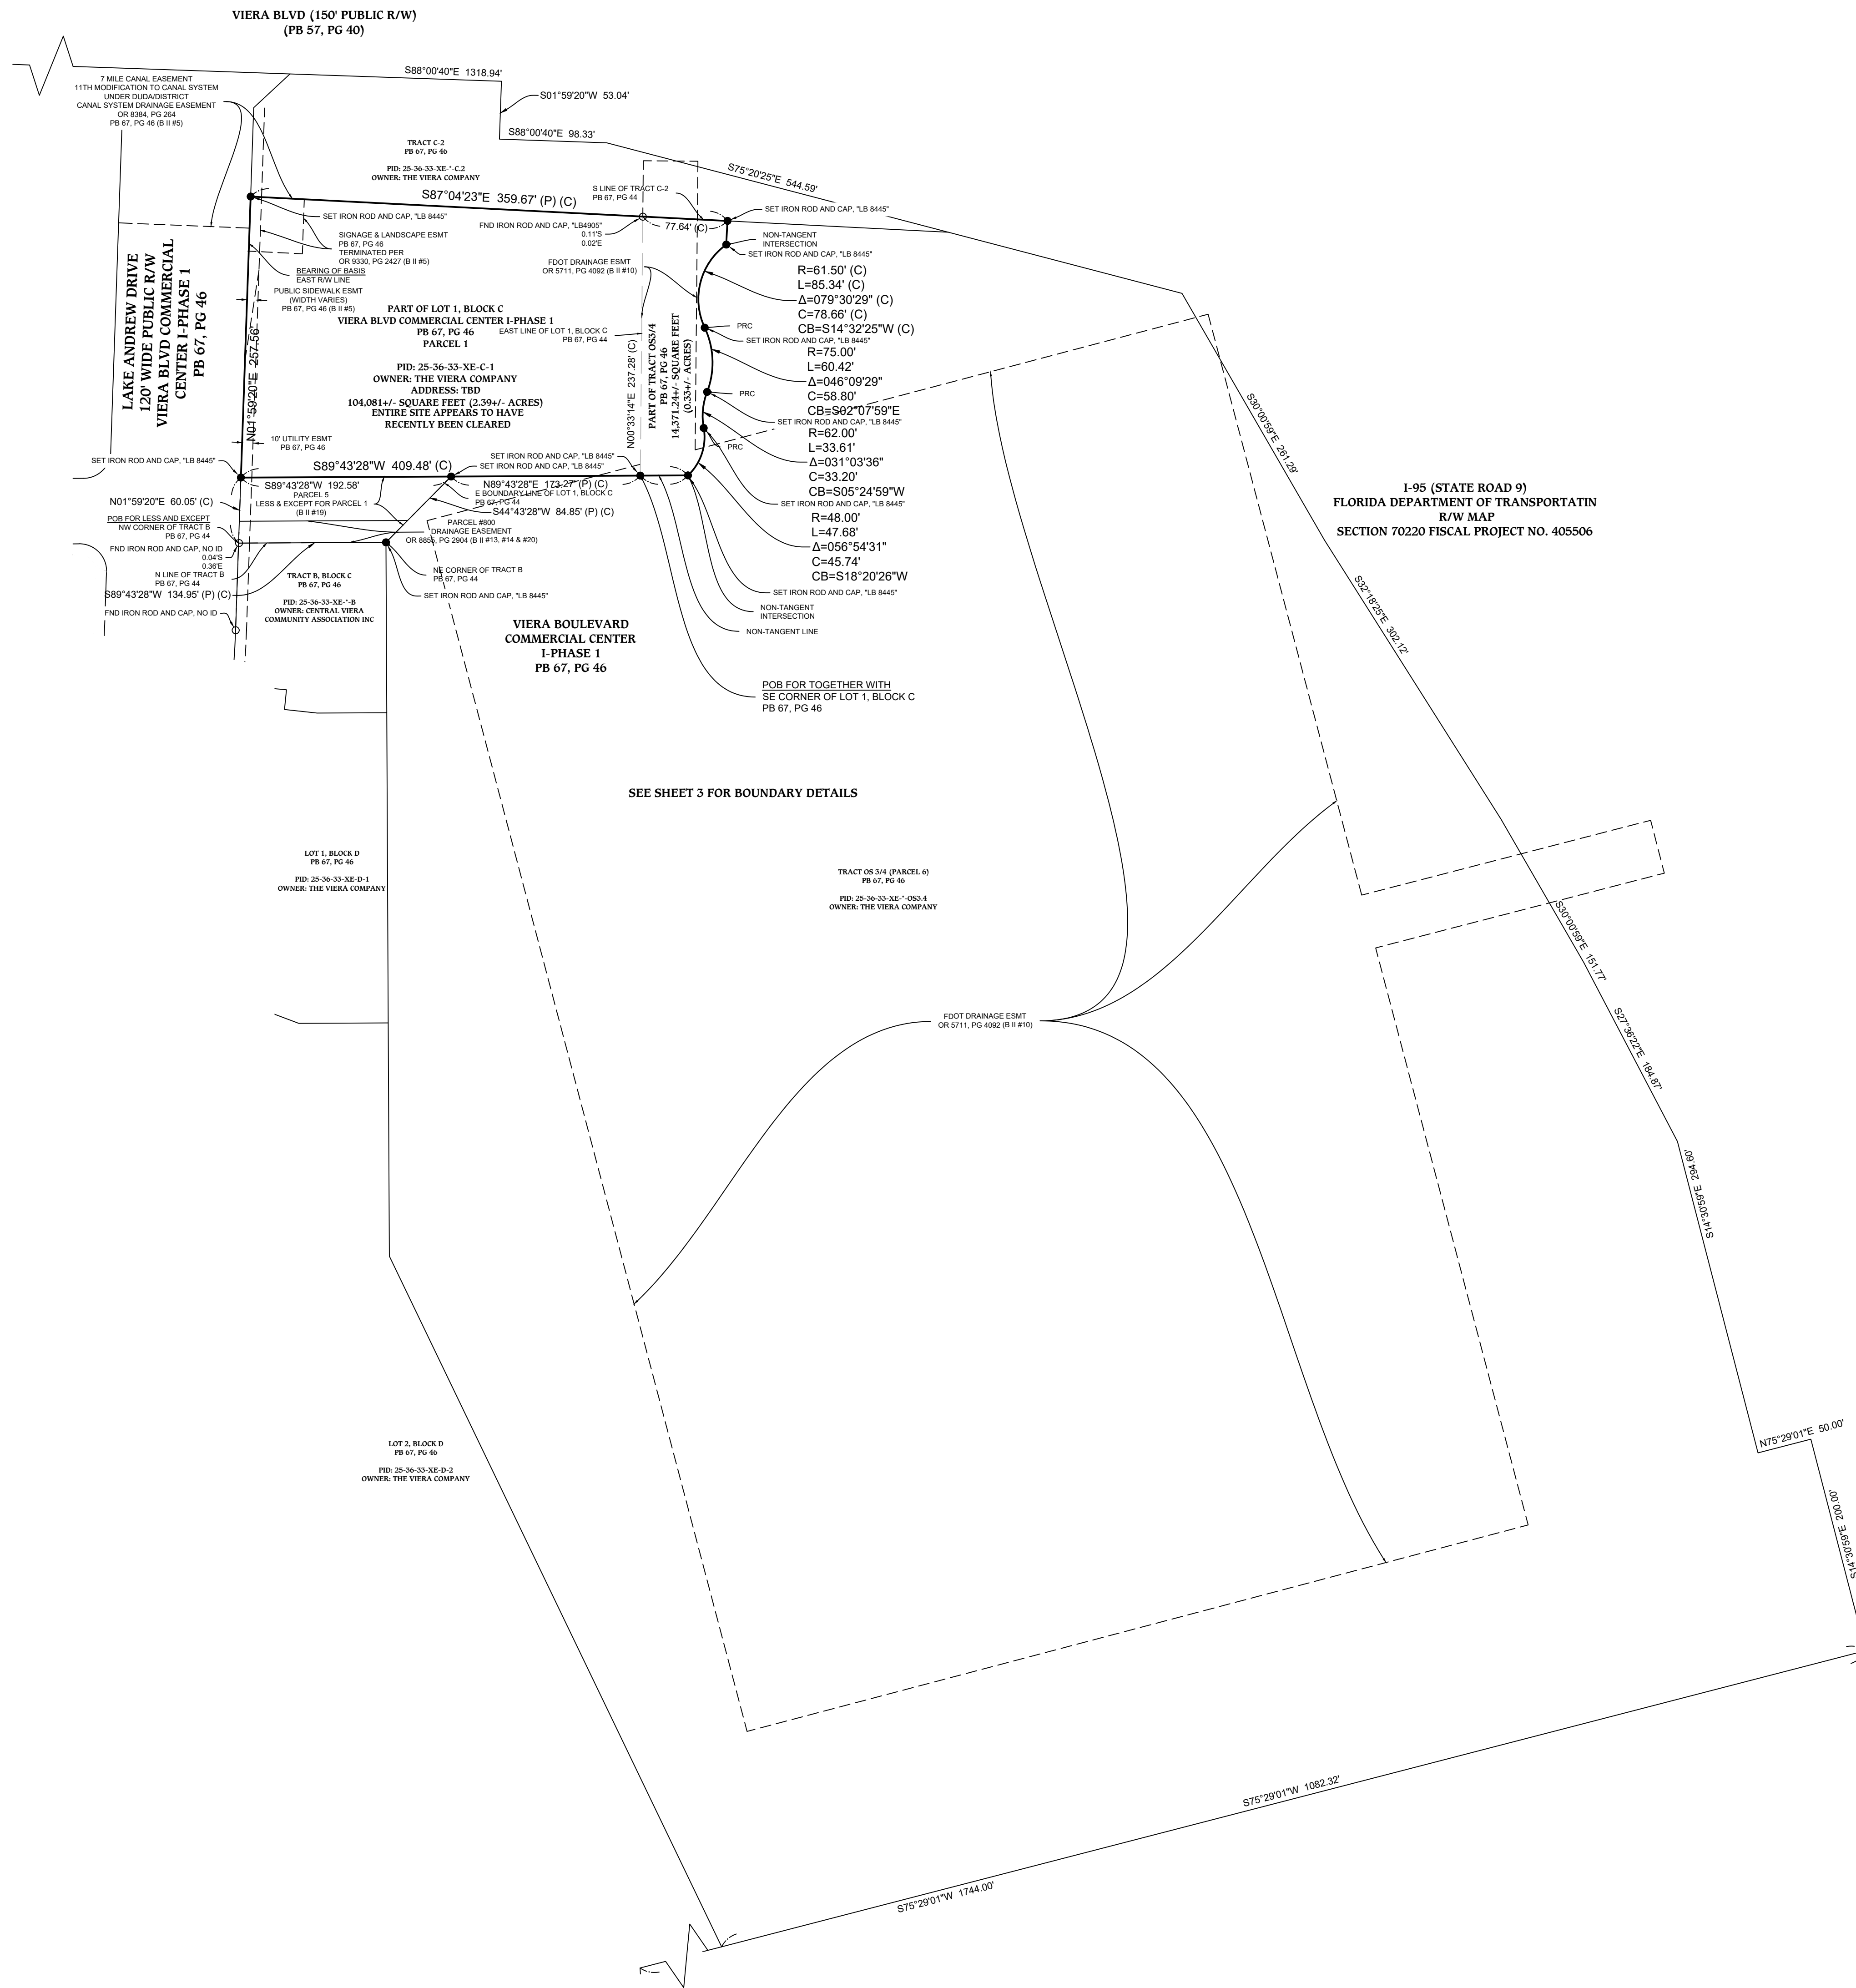 VIERA BLVD (150' PUBLIC R/W)
(PB 57, PG 40)
S88°00'40"E 1318.94'
7 MILE CANAL EASEMENT
11TH MODIFICATION TO CANAL SYSTEM
UNDER DUDA/DISTRICT
CANAL SYSTEM DRAINAGE EASEMENT
OR 8384, PG 264
PB 67, PG 46 (B II #5)
S01°59'20"W 53.04'
S88°00'40"E 98.33'
TRACT C-2
PB 67, PG 46
PID: 25-36-33-XE-*-C.2
OWNER: THE VIERA COMPANY
S75°20'25"E 544.59'
S87°04'23"E 359.67' (P) (C)
S LINE OF TRACT C-2
PB 67, PG 44
SET IRON ROD AND CAP, "LB 8445"
SET IRON ROD AND CAP, "LB 8445"
FND IRON ROD AND CAP, "LB4905"
0.11'S
0.02'E
77.64' (C)
NON-TANGENT
INTERSECTION
SET IRON ROD AND CAP, "LB 8445"
SIGNAGE & LANDSCAPE ESMT
PB 67, PG 46
TERMINATED PER
OR 9330, PG 2427 (B II #5)
BEARING OF BASIS
EAST R/W LINE
PUBLIC SIDEWALK ESMT
(WIDTH VARIES)
PB 67, PG 46 (B II #5)
FDOT DRAINAGE ESMT
OR 5711, PG 4092 (B II #10)
R=61.50' (C)
L=85.34' (C)
Δ=079°30'29" (C)
C=78.66' (C)
CB=S14°32'25"W (C)
LAKE ANDREW DRIVE
120' WIDE PUBLIC R/W
VIERA BLVD COMMERCIAL
CENTER I-PHASE 1
PB 67, PG 46
N01°59'20"E 257.56'
PART OF LOT 1, BLOCK C
VIERA BLVD COMMERCIAL CENTER I-PHASE 1
PB 67, PG 46
PARCEL 1
EAST LINE OF LOT 1, BLOCK C
PB 67, PG 44
PID: 25-36-33-XE-C-1
OWNER: THE VIERA COMPANY
ADDRESS: TBD
104,081+/- SQUARE FEET (2.39+/- ACRES)
ENTIRE SITE APPEARS TO HAVE
RECENTLY BEEN CLEARED
N00°33'14"E 237.28' (C)
PART OF TRACT OS3/4
PB 67, PG 46
14,371.24+/- SQUARE FEET
(0.33+/- ACRES)
PRC
SET IRON ROD AND CAP, "LB 8445"
R=75.00'
L=60.42'
Δ=046°09'29"
C=58.80'
CB=S02°07'59"E
PRC
SET IRON ROD AND CAP, "LB 8445"
R=62.00'
L=33.61'
Δ=031°03'36"
C=33.20'
CB=S05°24'59"W
PRC
SET IRON ROD AND CAP, "LB 8445"
R=48.00'
L=47.68'
Δ=056°54'31"
C=45.74'
CB=S18°20'26"W
10' UTILITY ESMT
PB 67, PG 46
SET IRON ROD AND CAP, "LB 8445"
S89°43'28"W 409.48' (C)
SET IRON ROD AND CAP, "LB 8445"
SET IRON ROD AND CAP, "LB 8445"
S89°43'28"W 192.58'
N89°43'28"E 173.27' (P) (C)
PARCEL 5
LESS & EXCEPT FOR PARCEL 1
(B II #19)
E BOUNDARY LINE OF LOT 1, BLOCK C
PB 67, PG 44
S44°43'28"W 84.85' (P) (C)
N01°59'20"E 60.05' (C)
POB FOR LESS AND EXCEPT
NW CORNER OF TRACT B
PB 67, PG 44
PARCEL #800
DRAINAGE EASEMENT
OR 8855, PG 2904 (B II #13, #14 & #20)
FND IRON ROD AND CAP, NO ID
0.04'S
0.36'E
N LINE OF TRACT B
PB 67, PG 44
S89°43'28"W 134.95' (P) (C)
FND IRON ROD AND CAP, NO ID
TRACT B, BLOCK C
PB 67, PG 46
PID: 25-36-33-XE-*-B
OWNER: CENTRAL VIERA
COMMUNITY ASSOCIATION INC
NE CORNER OF TRACT B
PB 67, PG 44
SET IRON ROD AND CAP, "LB 8445"
SET IRON ROD AND CAP, "LB 8445"
NON-TANGENT
INTERSECTION
NON-TANGENT LINE
VIERA BOULEVARD
COMMERCIAL CENTER
I-PHASE 1
PB 67, PG 46
POB FOR TOGETHER WITH
SE CORNER OF LOT 1, BLOCK C
PB 67, PG 46
S30°00'59"E 261.29'
I-95 (STATE ROAD 9)
FLORIDA DEPARTMENT OF TRANSPORTATIN
R/W MAP
SECTION 70220 FISCAL PROJECT NO. 405506
S32°18'25"E 302.12'
SEE SHEET 3 FOR BOUNDARY DETAILS
LOT 1, BLOCK D
PB 67, PG 46
PID: 25-36-33-XE-D-1
OWNER: THE VIERA COMPANY
TRACT OS 3/4 (PARCEL 6)
PB 67, PG 46
PID: 25-36-33-XE-*-OS3.4
OWNER: THE VIERA COMPANY
S30°00'59"E 151.77'
FDOT DRAINAGE ESMT
OR 5711, PG 4092 (B II #10)
S27°36'22"E 184.87'
S14°30'59"E 294.60'
LOT 2, BLOCK D
PB 67, PG 46
PID: 25-36-33-XE-D-2
OWNER: THE VIERA COMPANY
N75°29'01"E 50.00'
S14°30'59"E 200.00'
S75°29'01"W 1082.32'
S75°29'01"W 1744.00'